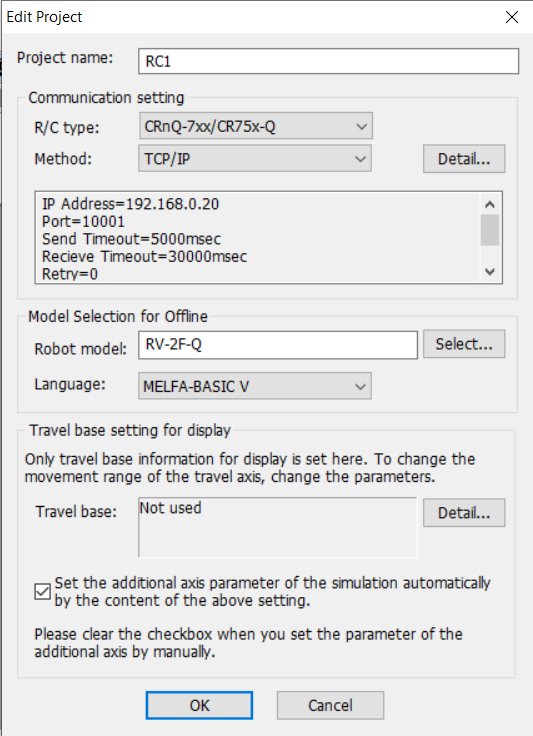 Edit Project
Project name: RC1
Communication setting
R/C type: CRnQ-7xx/CR75x-Q
Method: TCP/IP Detail...
IP Address=192.168.0.20
Port=10001
Send Timeout=5000msec
Recieve Timeout=30000msec
Retry=0
Model Selection for Offline
Robot model: RV-2F-Q Select...
Language: MELFA-BASIC V
Travel base setting for display
Only travel base information for display is set here. To change the
movement range of the travel axis, change the parameters.
Travel base: Not used Detail...
Set the additional axis parameter of the simulation automatically
by the content of the above setting.
Please clear the checkbox when you set the parameter of the
additional axis by manually.
OK Cancel